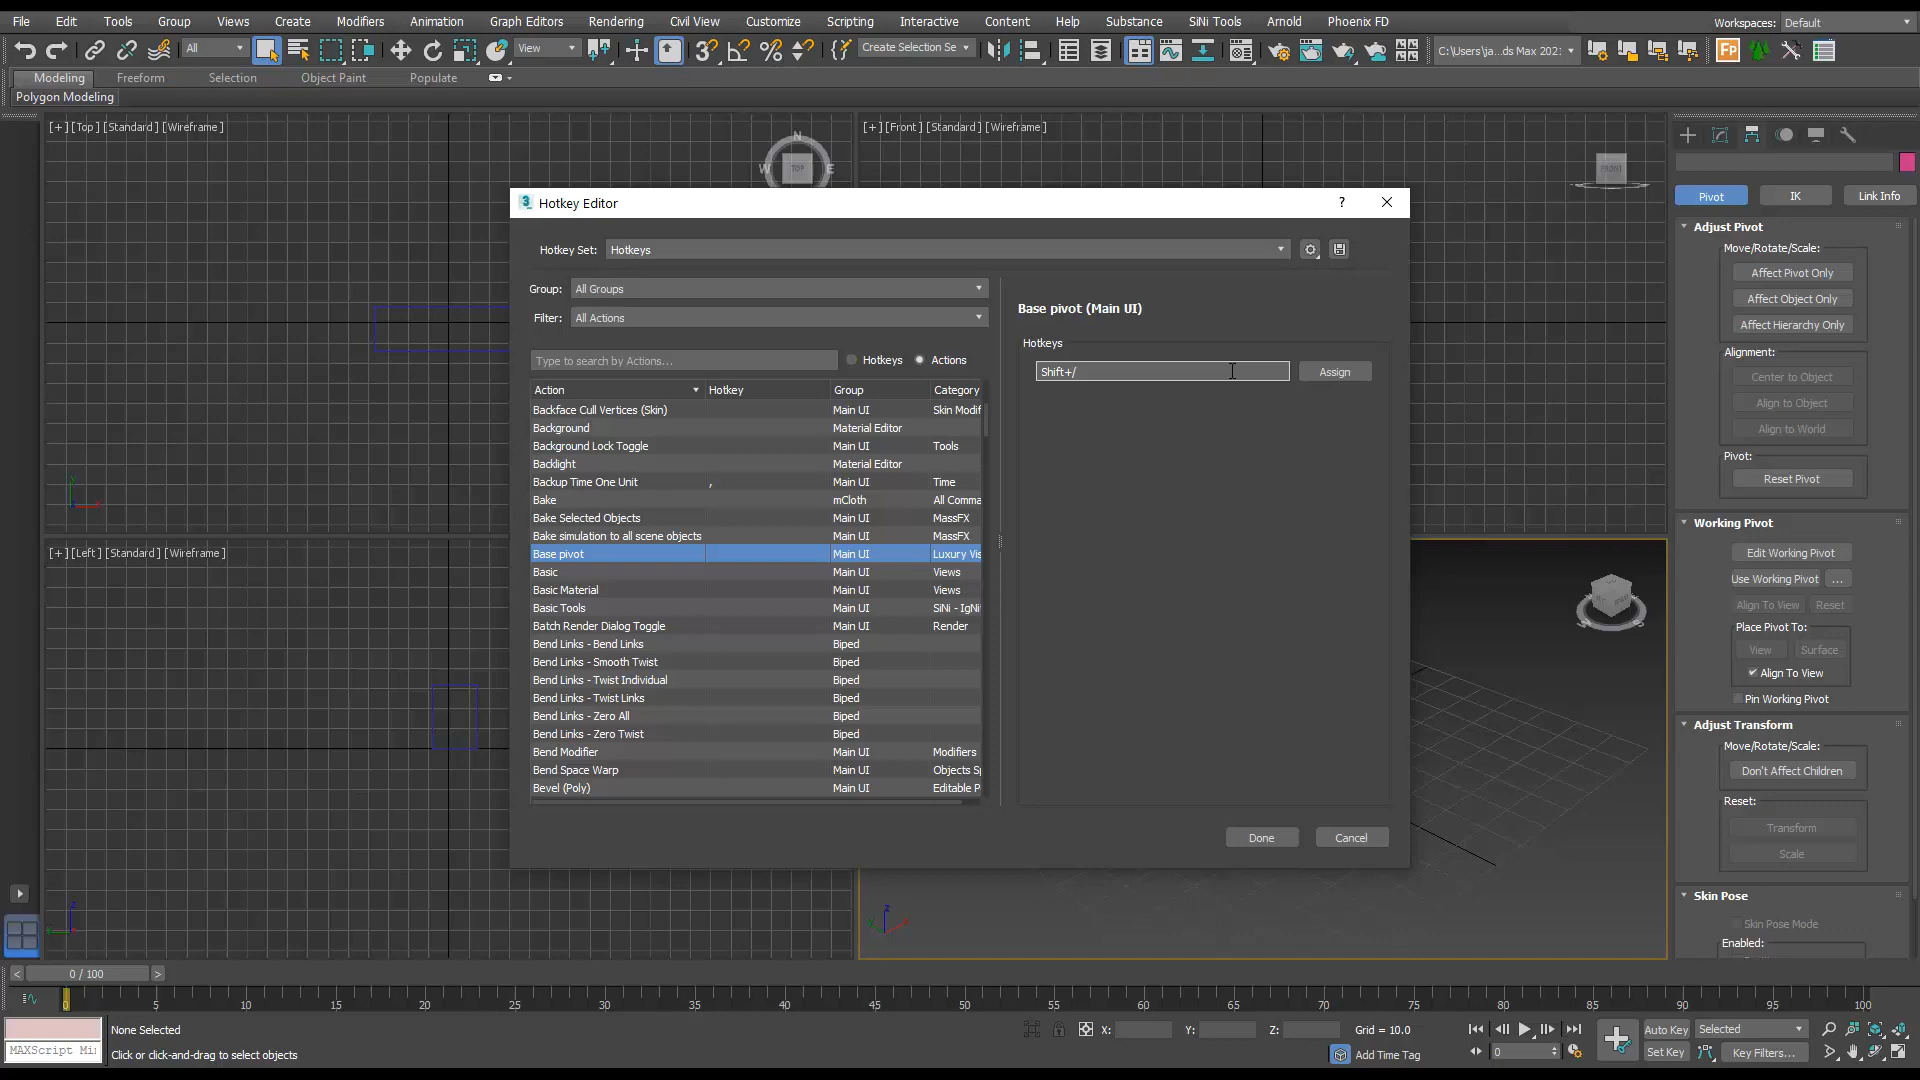 File Edit Tools Group Views Create Modifiers Animation Graph Editors Rendering Civil View Customize Scripting Interactive Content Help Substance SiNi Tools Arnold Phoenix FD Workspaces: Default
All View Create Selection Se C:\Users\ja...ds Max 202: Fp
Modeling Freeform Selection Object Paint Populate
Polygon Modeling
[+] [Top] [Standard] [Wireframe]
[+] [Front] [Standard] [Wireframe]
N
W TOP E
FRONT
Hotkey Editor ?
Hotkey Set: Hotkeys
Group: All Groups
Filter: All Actions
Type to search by Actions... Hotkeys Actions
Action Hotkey Group Category
Backface Cull Vertices (Skin) Main UI Skin Modif
Background Material Editor
Background Lock Toggle Main UI Tools
Backlight Material Editor
Backup Time One Unit , Main UI Time
Bake mCloth All Comma
Bake Selected Objects Main UI MassFX
Bake simulation to all scene objects Main UI MassFX
Base pivot Main UI Luxury Vis
Basic Main UI Views
Basic Material Main UI Views
Basic Tools Main UI SiNi - IgNi
Batch Render Dialog Toggle Main UI Render
Bend Links - Bend Links Biped
Bend Links - Smooth Twist Biped
Bend Links - Twist Individual Biped
Bend Links - Twist Links Biped
Bend Links - Zero All Biped
Bend Links - Zero Twist Biped
Bend Modifier Main UI Modifiers
Bend Space Warp Main UI Objects Sp
Bevel (Poly) Main UI Editable P
Base pivot (Main UI)
Hotkeys
Shift+/ Assign
Done Cancel
[+] [Left] [Standard] [Wireframe]
Pivot IK Link Info
Adjust Pivot
Move/Rotate/Scale:
Affect Pivot Only
Affect Object Only
Affect Hierarchy Only
Alignment:
Center to Object
Align to Object
Align to World
Pivot:
Reset Pivot
Working Pivot
Edit Working Pivot
Use Working Pivot ...
Align To View Reset
Place Pivot To:
View Surface
Align To View
Pin Working Pivot
Adjust Transform
Move/Rotate/Scale:
Don't Affect Children
Reset:
Transform
Scale
Skin Pose
Skin Pose Mode
Enabled:
< 0 / 100 >
0 5 10 15 20 25 30 35 40 45 50 55 60 65 70 75 80 85 90 95 100
None Selected X: Y: Z: Grid = 10.0 Auto Key Selected
MAXScript Mi Click or click-and-drag to select objects Add Time Tag 0 Set Key Key Filters...